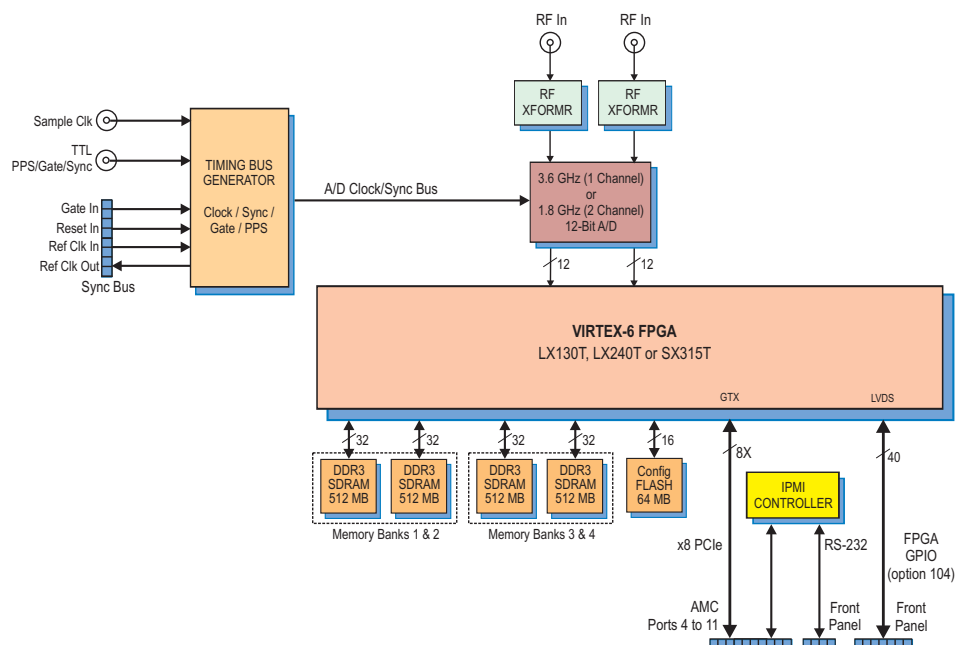 RF In
RF In
RF
XFORMR
RF
XFORMR
Sample Clk
TTL
PPS/Gate/Sync
TIMING BUS
GENERATOR
Clock / Sync /
Gate / PPS
A/D Clock/Sync Bus
3.6 GHz (1 Channel)
or
1.8 GHz (2 Channel)
12-Bit A/D
Gate In
Reset In
Ref Clk In
Ref Clk Out
Sync Bus
12
12
VIRTEX-6 FPGA
LX130T, LX240T or SX315T
GTX
LVDS
32
32
32
32
16
8X
40
DDR3
SDRAM
512 MB
DDR3
SDRAM
512 MB
DDR3
SDRAM
512 MB
DDR3
SDRAM
512 MB
Config
FLASH
64 MB
IPMI
CONTROLLER
Memory Banks 1 & 2
Memory Banks 3 & 4
x8 PCIe
RS-232
FPGA
GPIO
(option 104)
AMC
Ports 4 to 11
Front
Panel
Front
Panel